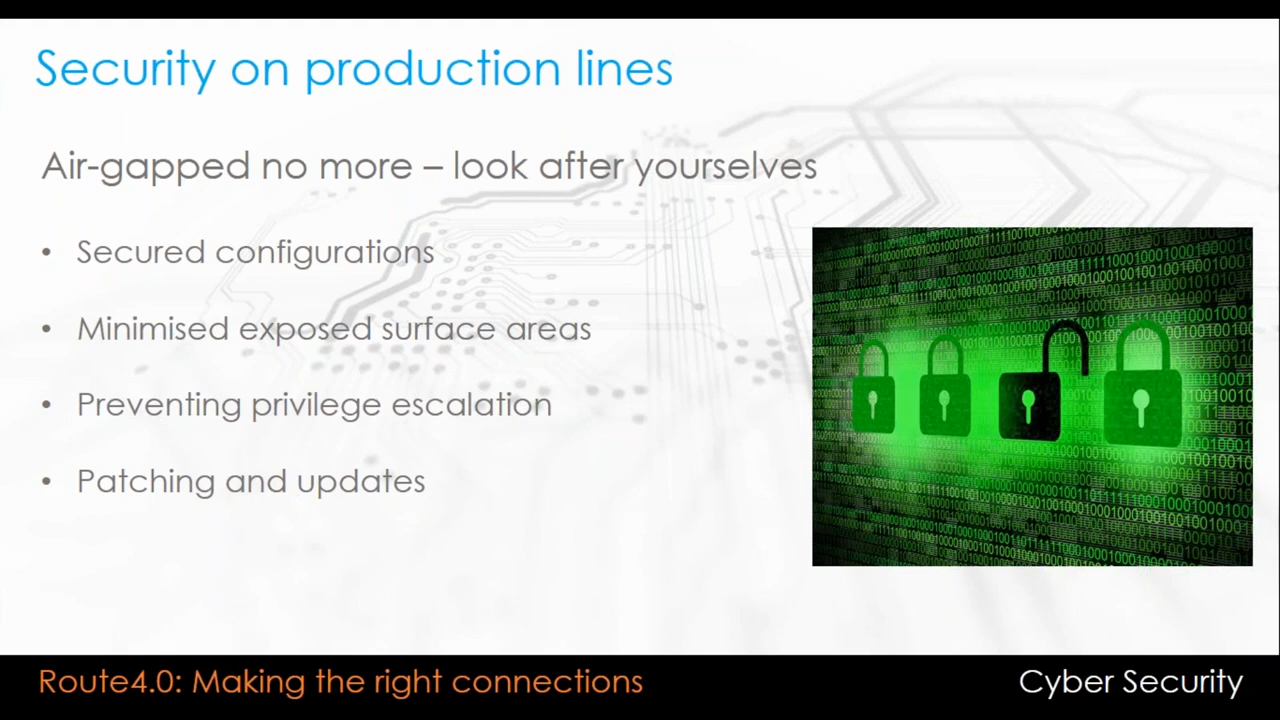 Security on production lines
Air-gapped no more – look after yourselves
• Secured configurations
• Minimised exposed surface areas
• Preventing privilege escalation
• Patching and updates
Route4.0: Making the right connections
Cyber Security